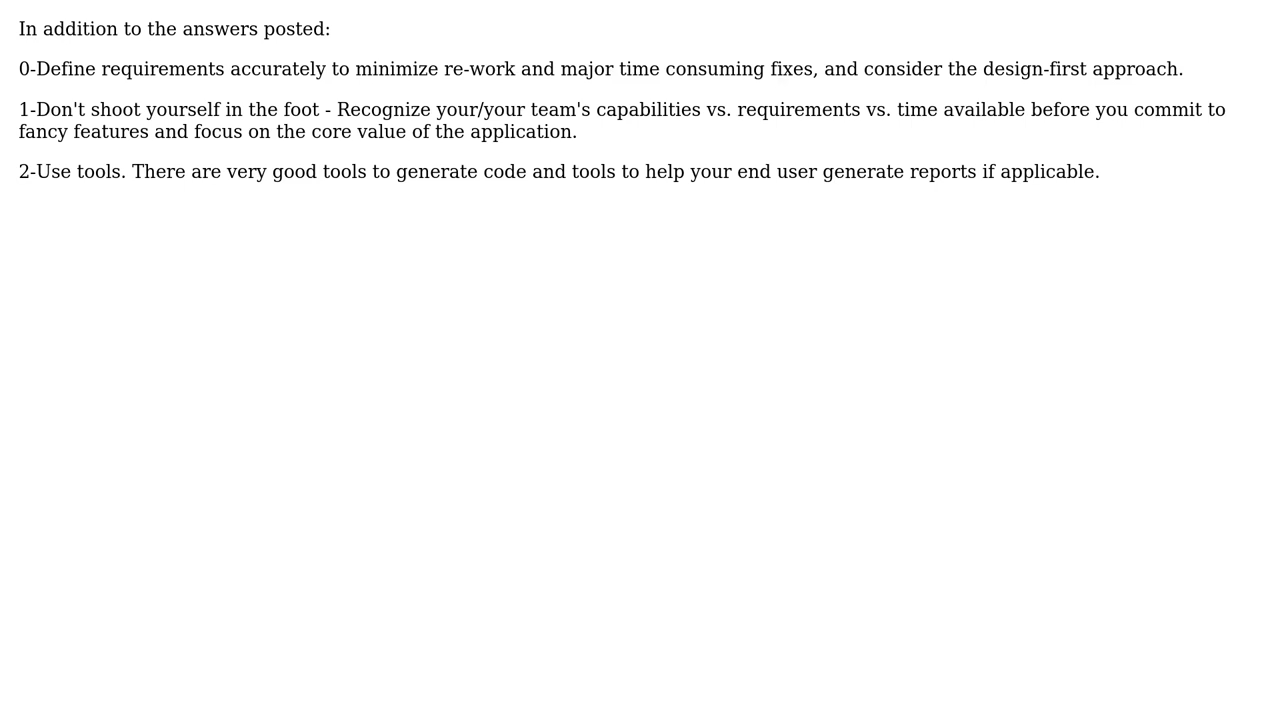 In addition to the answers posted:
0-Define requirements accurately to minimize re-work and major time consuming fixes, and consider the design-first approach.
1-Don't shoot yourself in the foot - Recognize your/your team's capabilities vs. requirements vs. time available before you commit to
fancy features and focus on the core value of the application.
2-Use tools. There are very good tools to generate code and tools to help your end user generate reports if applicable.